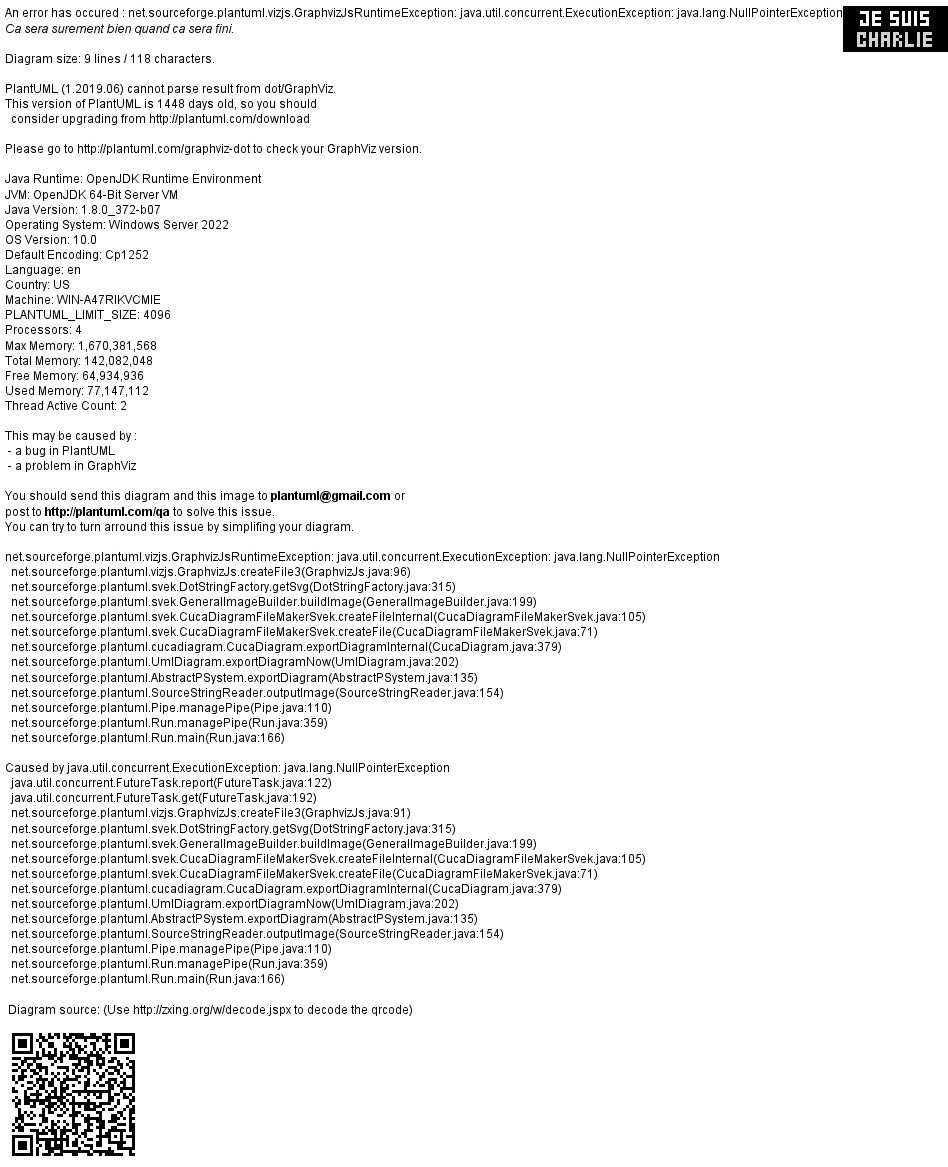 An error has occured : net.sourceforge.plantuml.vizjs.GraphvizJsRuntimeException: java.util.concurrent.ExecutionException: java.lang.NullPointerException
JE SUIS
CHARLIE
Ca sera surement bien quand ca sera fini.
Diagram size: 9 lines / 118 characters.
PlantUML (1.2019.06) cannot parse result from dot/GraphViz.
This version of PlantUML is 1448 days old, so you should
consider upgrading from http://plantuml.com/download
Please go to http://plantuml.com/graphviz-dot to check your GraphViz version.
Java Runtime: OpenJDK Runtime Environment
JVM: OpenJDK 64-Bit Server VM
Java Version: 1.8.0_372-b07
Operating System: Windows Server 2022
OS Version: 10.0
Default Encoding: Cp1252
Language: en
Country: US
Machine: WIN-A47RIKVCMIE
PLANTUML_LIMIT_SIZE: 4096
Processors: 4
Max Memory: 1,670,381,568
Total Memory: 142,082,048
Free Memory: 64,934,936
Used Memory: 77,147,112
Thread Active Count: 2
This may be caused by :
- a bug in PlantUML
- a problem in GraphViz
You should send this diagram and this image to plantuml@gmail.com or
post to http://plantuml.com/qa to solve this issue.
You can try to turn arround this issue by simplifing your diagram.
net.sourceforge.plantuml.vizjs.GraphvizJsRuntimeException: java.util.concurrent.ExecutionException: java.lang.NullPointerException
net.sourceforge.plantuml.vizjs.GraphvizJs.createFile3(GraphvizJs.java:96)
net.sourceforge.plantuml.svek.DotStringFactory.getSvg(DotStringFactory.java:315)
net.sourceforge.plantuml.svek.GeneralImageBuilder.buildImage(GeneralImageBuilder.java:199)
net.sourceforge.plantuml.svek.CucaDiagramFileMakerSvek.createFileInternal(CucaDiagramFileMakerSvek.java:105)
net.sourceforge.plantuml.svek.CucaDiagramFileMakerSvek.createFile(CucaDiagramFileMakerSvek.java:71)
net.sourceforge.plantuml.cucadiagram.CucaDiagram.exportDiagramInternal(CucaDiagram.java:379)
net.sourceforge.plantuml.UmlDiagram.exportDiagramNow(UmlDiagram.java:202)
net.sourceforge.plantuml.AbstractPSystem.exportDiagram(AbstractPSystem.java:135)
net.sourceforge.plantuml.SourceStringReader.outputImage(SourceStringReader.java:154)
net.sourceforge.plantuml.Pipe.managePipe(Pipe.java:110)
net.sourceforge.plantuml.Run.managePipe(Run.java:359)
net.sourceforge.plantuml.Run.main(Run.java:166)
Caused by java.util.concurrent.ExecutionException: java.lang.NullPointerException
java.util.concurrent.FutureTask.report(FutureTask.java:122)
java.util.concurrent.FutureTask.get(FutureTask.java:192)
net.sourceforge.plantuml.vizjs.GraphvizJs.createFile3(GraphvizJs.java:91)
net.sourceforge.plantuml.svek.DotStringFactory.getSvg(DotStringFactory.java:315)
net.sourceforge.plantuml.svek.GeneralImageBuilder.buildImage(GeneralImageBuilder.java:199)
net.sourceforge.plantuml.svek.CucaDiagramFileMakerSvek.createFileInternal(CucaDiagramFileMakerSvek.java:105)
net.sourceforge.plantuml.svek.CucaDiagramFileMakerSvek.createFile(CucaDiagramFileMakerSvek.java:71)
net.sourceforge.plantuml.cucadiagram.CucaDiagram.exportDiagramInternal(CucaDiagram.java:379)
net.sourceforge.plantuml.UmlDiagram.exportDiagramNow(UmlDiagram.java:202)
net.sourceforge.plantuml.AbstractPSystem.exportDiagram(AbstractPSystem.java:135)
net.sourceforge.plantuml.SourceStringReader.outputImage(SourceStringReader.java:154)
net.sourceforge.plantuml.Pipe.managePipe(Pipe.java:110)
net.sourceforge.plantuml.Run.managePipe(Run.java:359)
net.sourceforge.plantuml.Run.main(Run.java:166)
Diagram source: (Use http://zxing.org/w/decode.jspx to decode the qrcode)